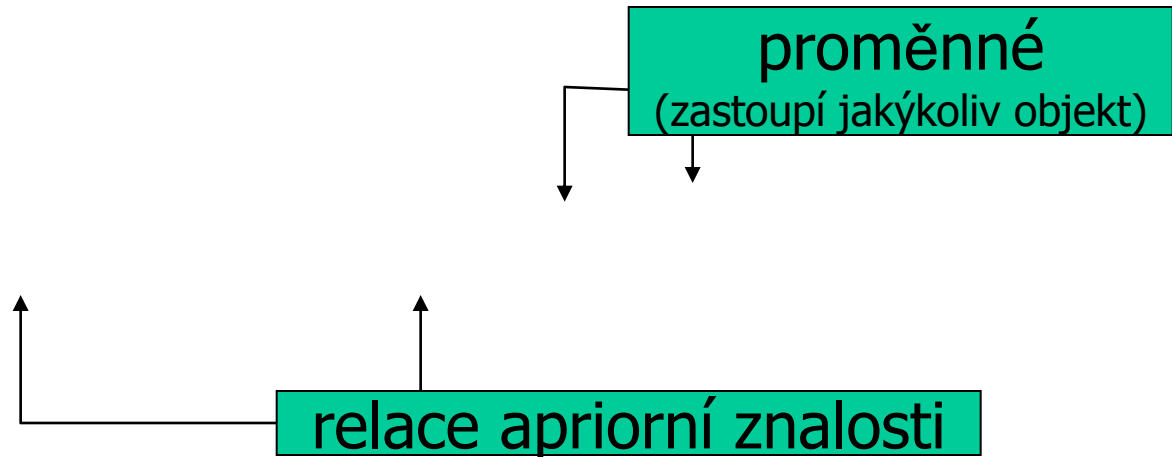 proměnné
(zastoupí jakýkoliv objekt)
relace apriorní znalosti